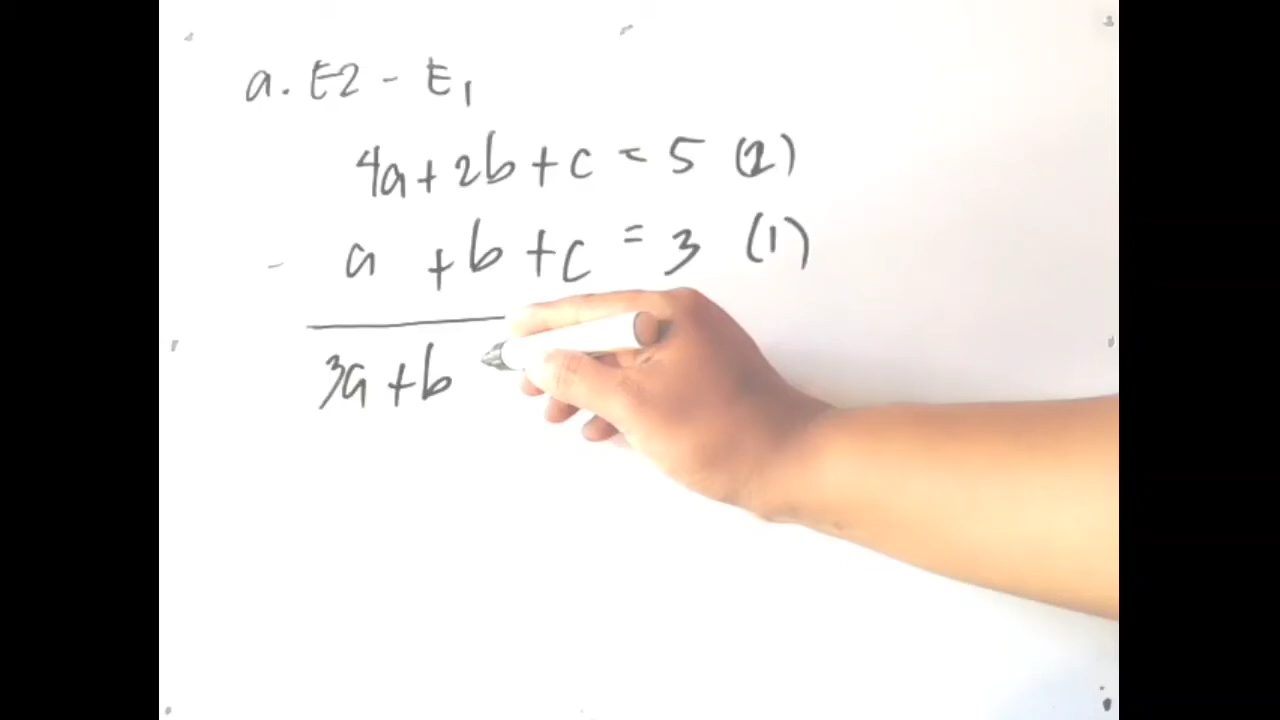 a. E2 - E1
4a + 2b + c = 5 (2)
- a + b + c = 3 (1)
3a + b